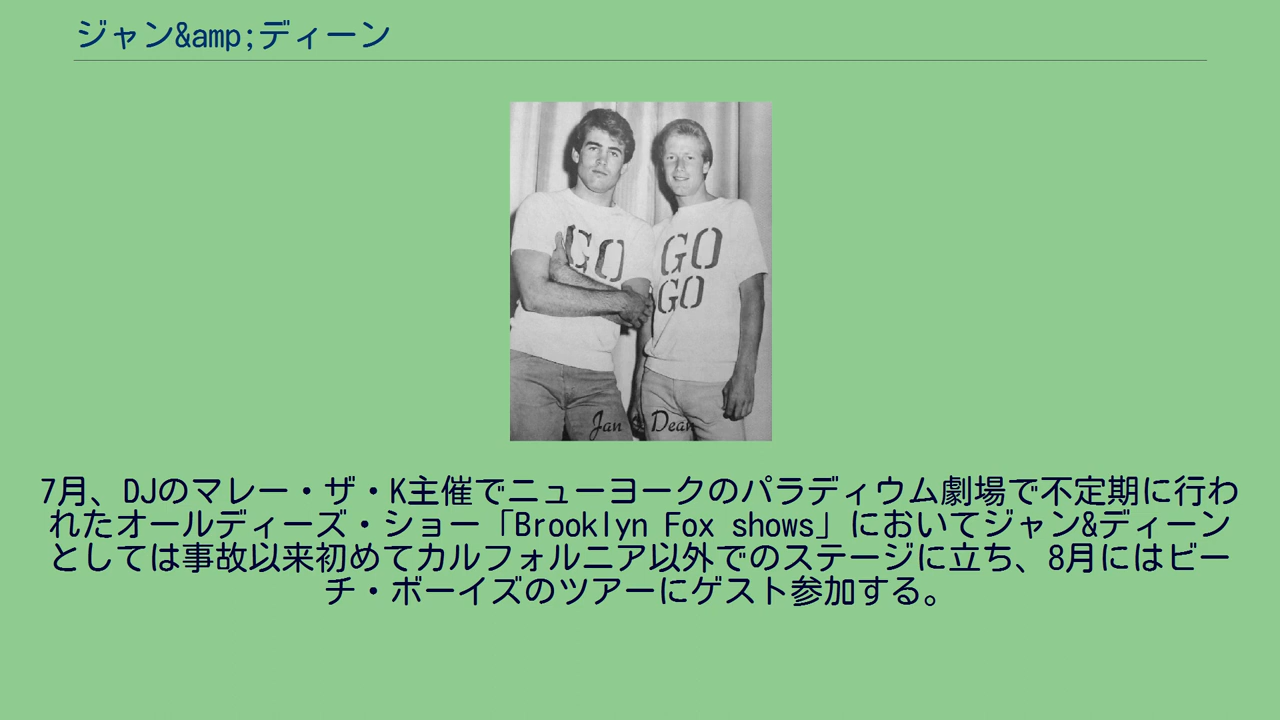 ジャン&amp;ディーン
GO
GO
GO
Jan & Dean
7月、DJのマレー・ザ・K主催でニューヨークのパラディウム劇場で不定期に行わ
れたオールディーズ・ショー「Brooklyn Fox shows」においてジャン&ディーン
としては事故以来初めてカルフォルニア以外でのステージに立ち、8月にはビー
チ・ボーイズのツアーにゲスト参加する。